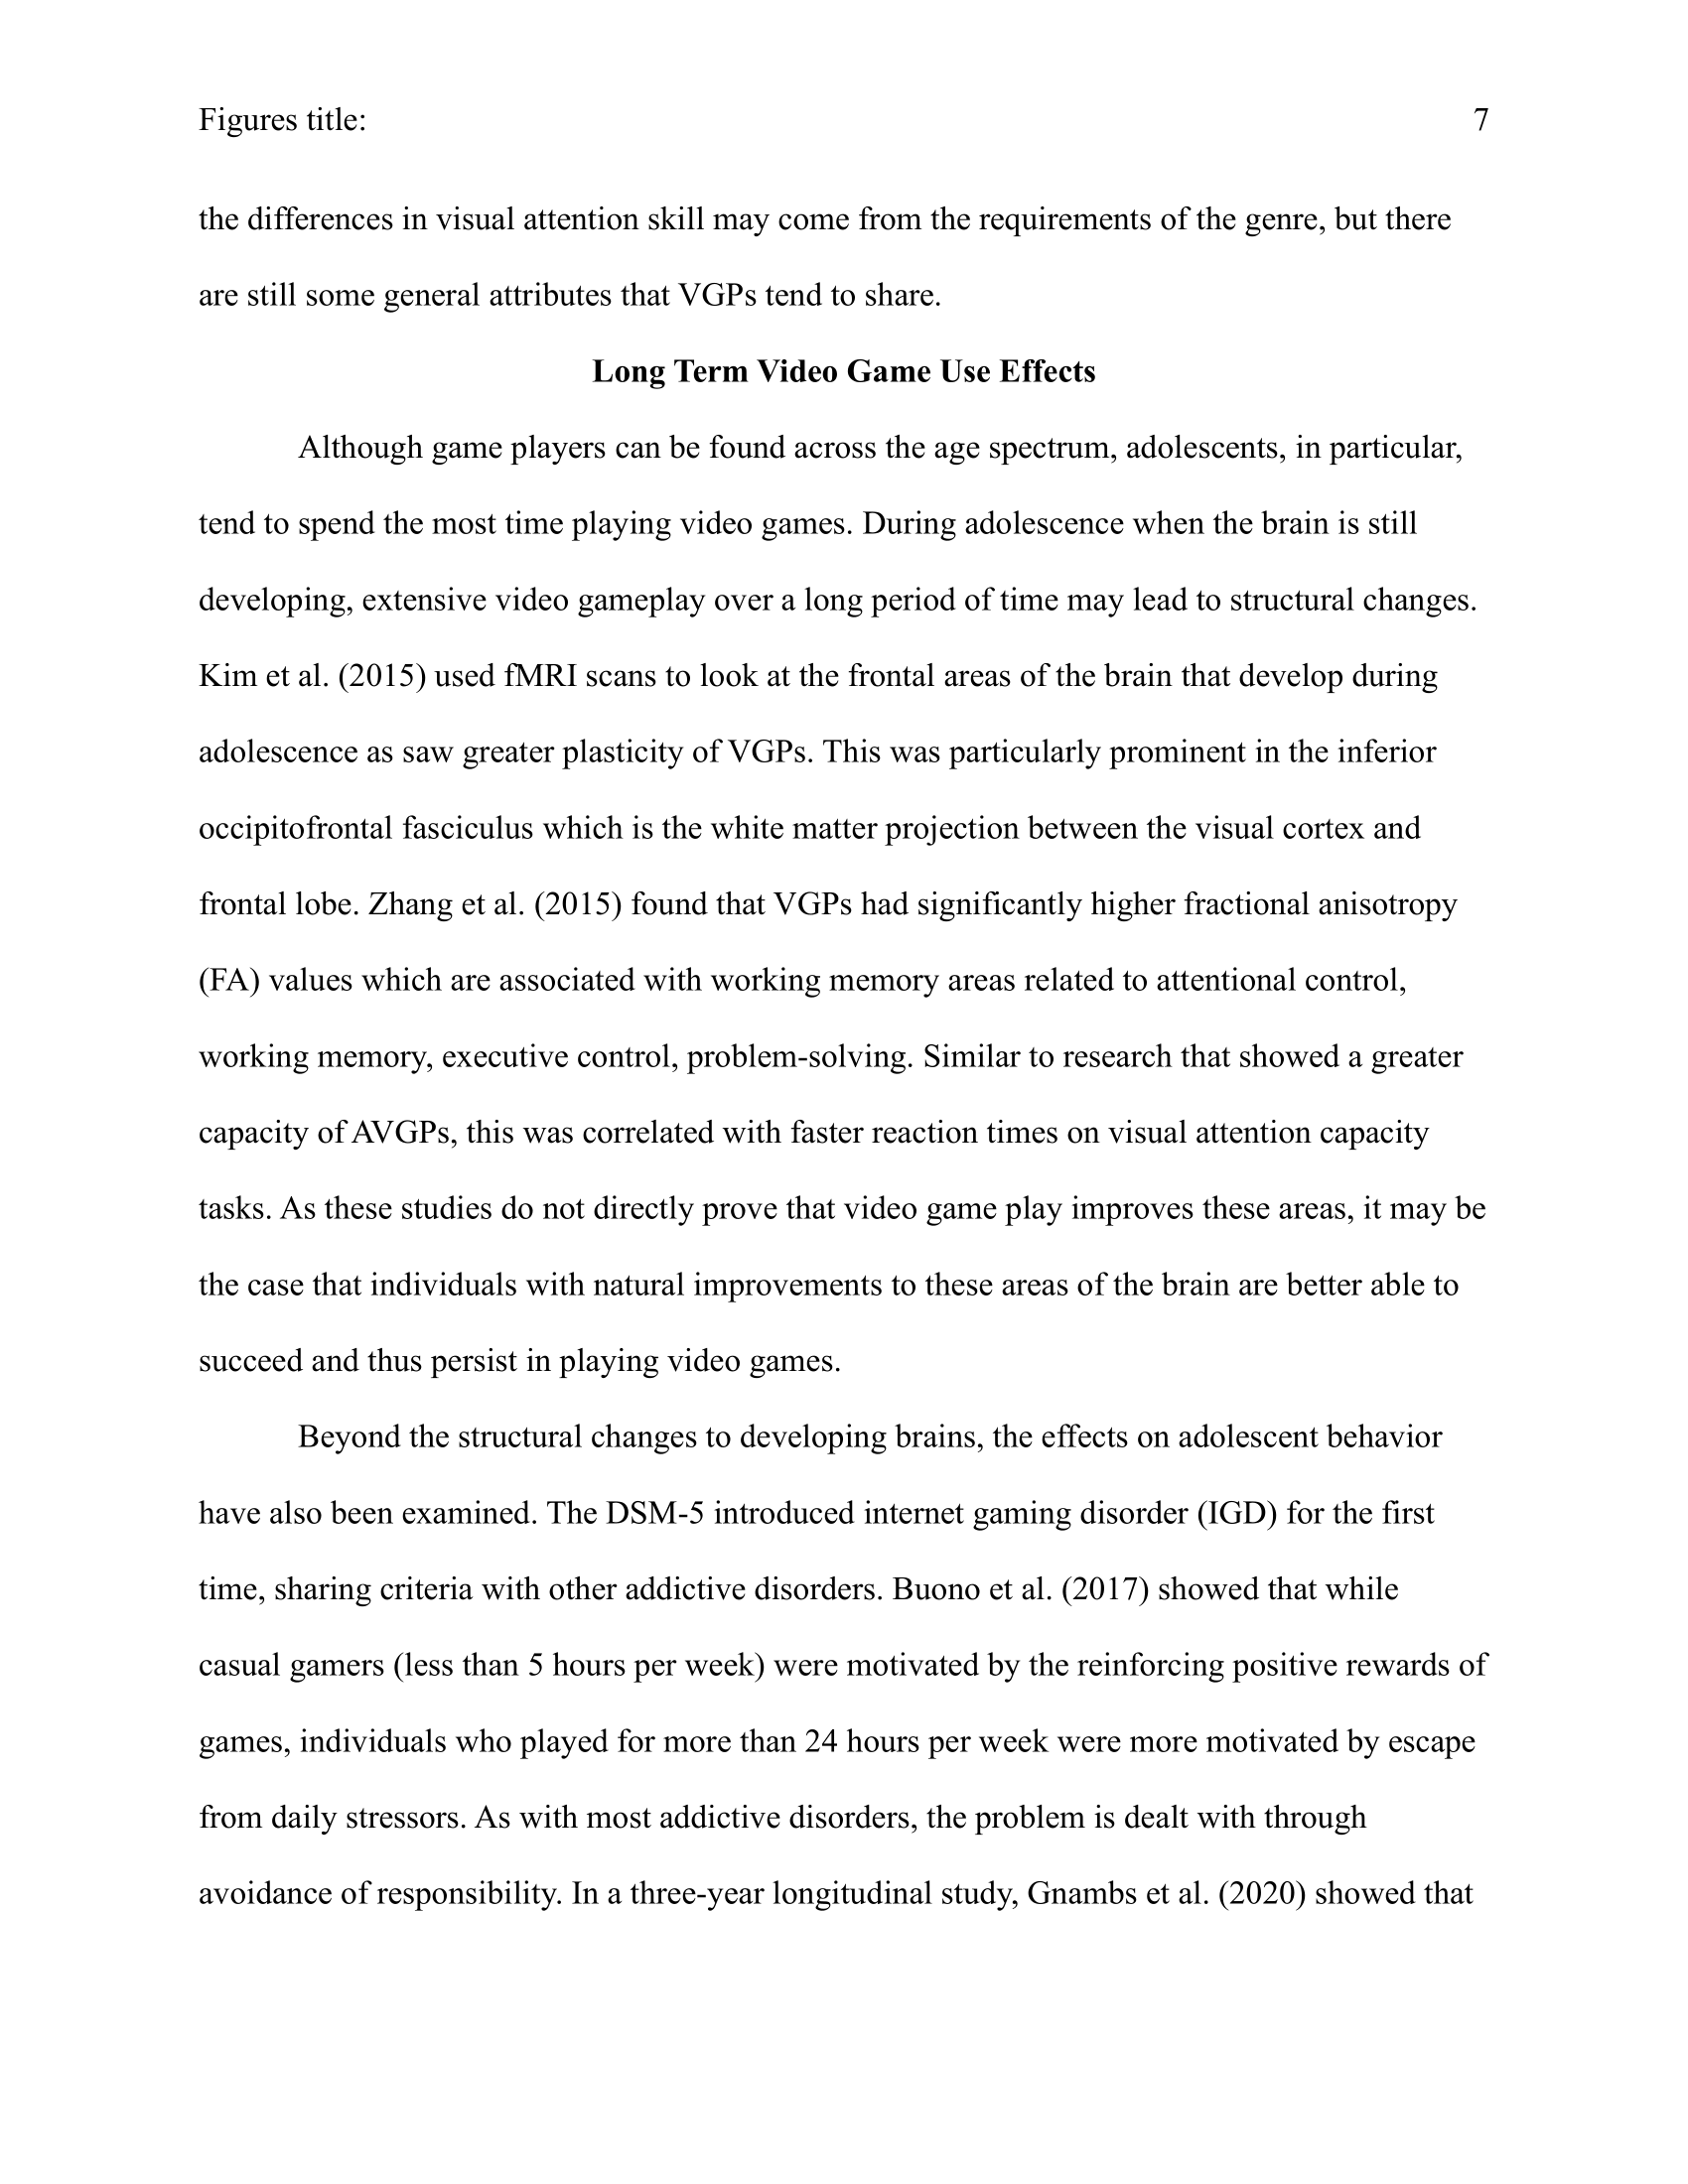 Figures title: 7
the differences in visual attention skill may come from the requirements of the genre, but there
are still some general attributes that VGPs tend to share.
Long Term Video Game Use Effects
Although game players can be found across the age spectrum, adolescents, in particular,
tend to spend the most time playing video games. During adolescence when the brain is still
developing, extensive video gameplay over a long period of time may lead to structural changes.
Kim et al. (2015) used fMRI scans to look at the frontal areas of the brain that develop during
adolescence as saw greater plasticity of VGPs. This was particularly prominent in the inferior
occipitofrontal fasciculus which is the white matter projection between the visual cortex and
frontal lobe. Zhang et al. (2015) found that VGPs had significantly higher fractional anisotropy
(FA) values which are associated with working memory areas related to attentional control,
working memory, executive control, problem-solving. Similar to research that showed a greater
capacity of AVGPs, this was correlated with faster reaction times on visual attention capacity
tasks. As these studies do not directly prove that video game play improves these areas, it may be
the case that individuals with natural improvements to these areas of the brain are better able to
succeed and thus persist in playing video games.
Beyond the structural changes to developing brains, the effects on adolescent behavior
have also been examined. The DSM-5 introduced internet gaming disorder (IGD) for the first
time, sharing criteria with other addictive disorders. Buono et al. (2017) showed that while
casual gamers (less than 5 hours per week) were motivated by the reinforcing positive rewards of
games, individuals who played for more than 24 hours per week were more motivated by escape
from daily stressors. As with most addictive disorders, the problem is dealt with through
avoidance of responsibility. In a three-year longitudinal study, Gnambs et al. (2020) showed that